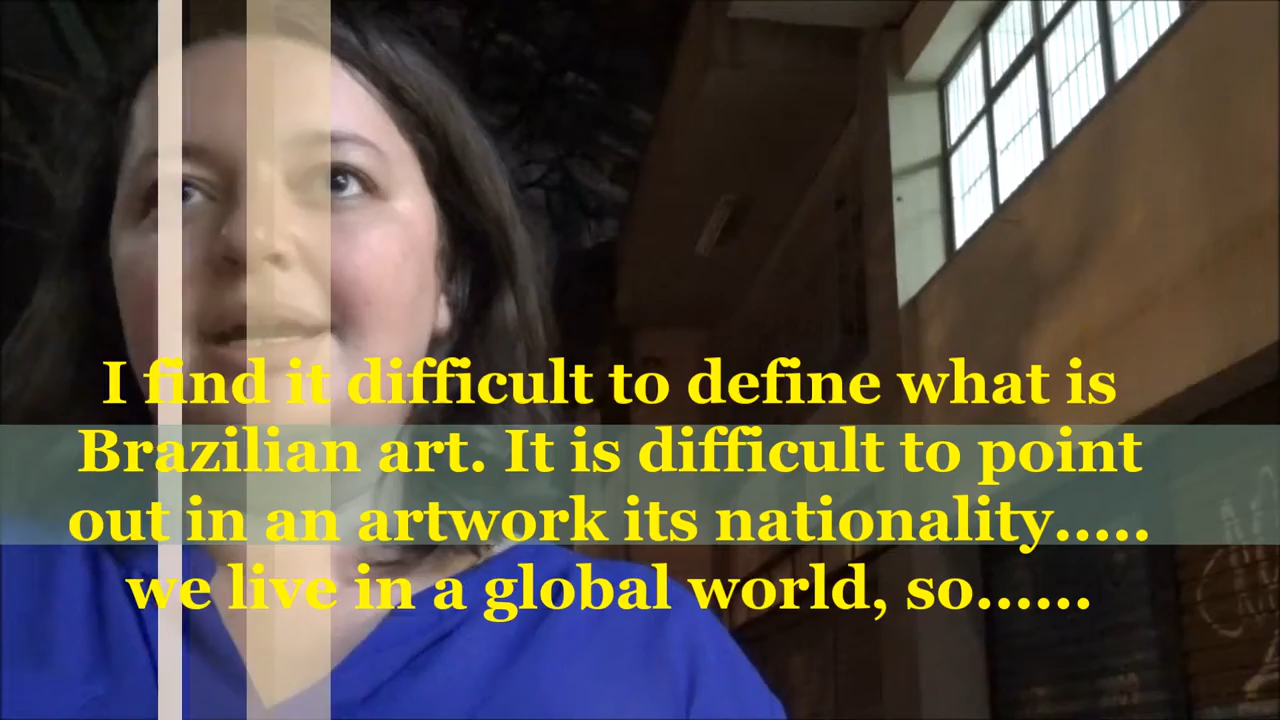 I find it difficult to define what is
Brazilian art. It is difficult to point
out in an artwork its nationality.....
we live in a global world, so......